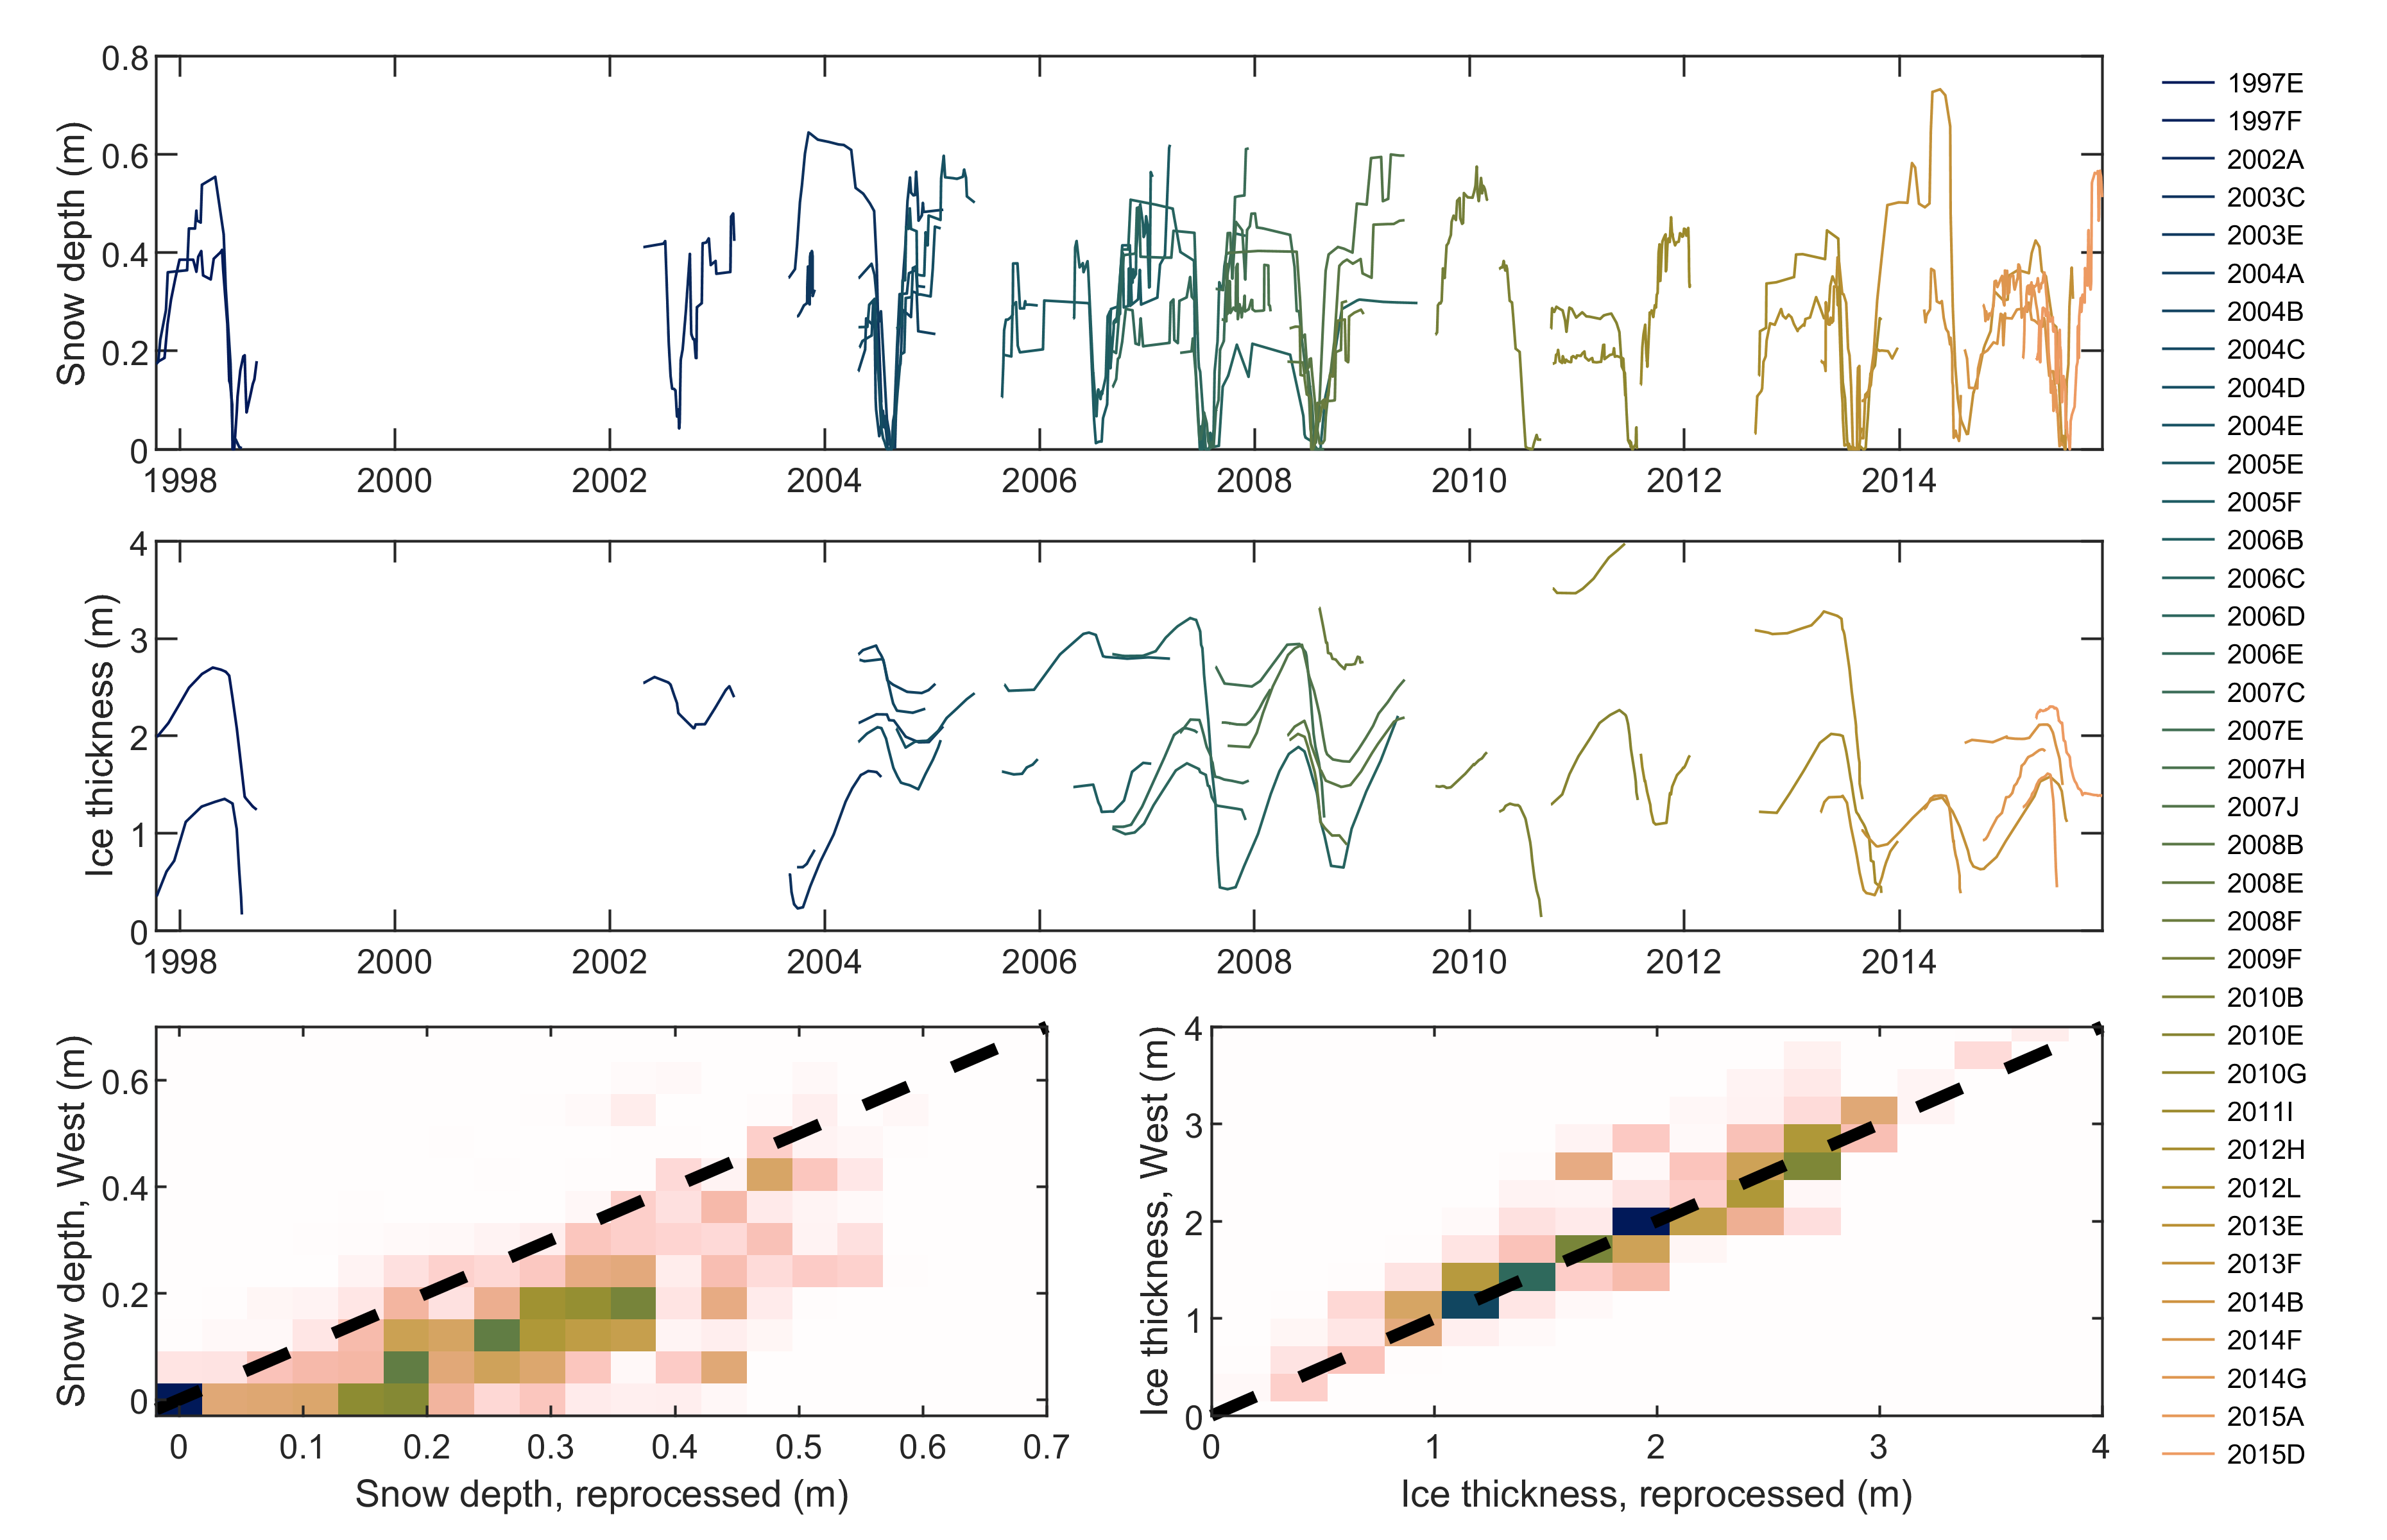 0.8
0.6
0.4
0.2
0
Snow depth (m)
1998 2000 2002 2004 2006 2008 2010 2012 2014
4
3
2
1
0
Ice thickness (m)
1998 2000 2002 2004 2006 2008 2010 2012 2014
0.6
0.4
0.2
0
Snow depth, West (m)
0 0.1 0.2 0.3 0.4 0.5 0.6 0.7
Snow depth, reprocessed (m)
4
3
2
1
0
Ice thickness, West (m)
0 1 2 3 4
Ice thickness, reprocessed (m)
1997E
1997F
2002A
2003C
2003E
2004A
2004B
2004C
2004D
2004E
2005E
2005F
2006B
2006C
2006D
2006E
2007C
2007E
2007H
2007J
2008B
2008E
2008F
2009F
2010B
2010E
2010G
2011I
2012H
2012L
2013E
2013F
2014B
2014F
2014G
2015A
2015D